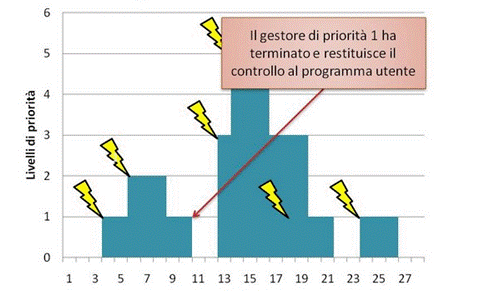 Il gestore di priorità 1 ha
terminato e restituisce il
controllo al programma utente
Livelli di priorità
6
5
4
3
2
1
0
1 3 5 7 9 11 13 15 17 19 21 23 25 27